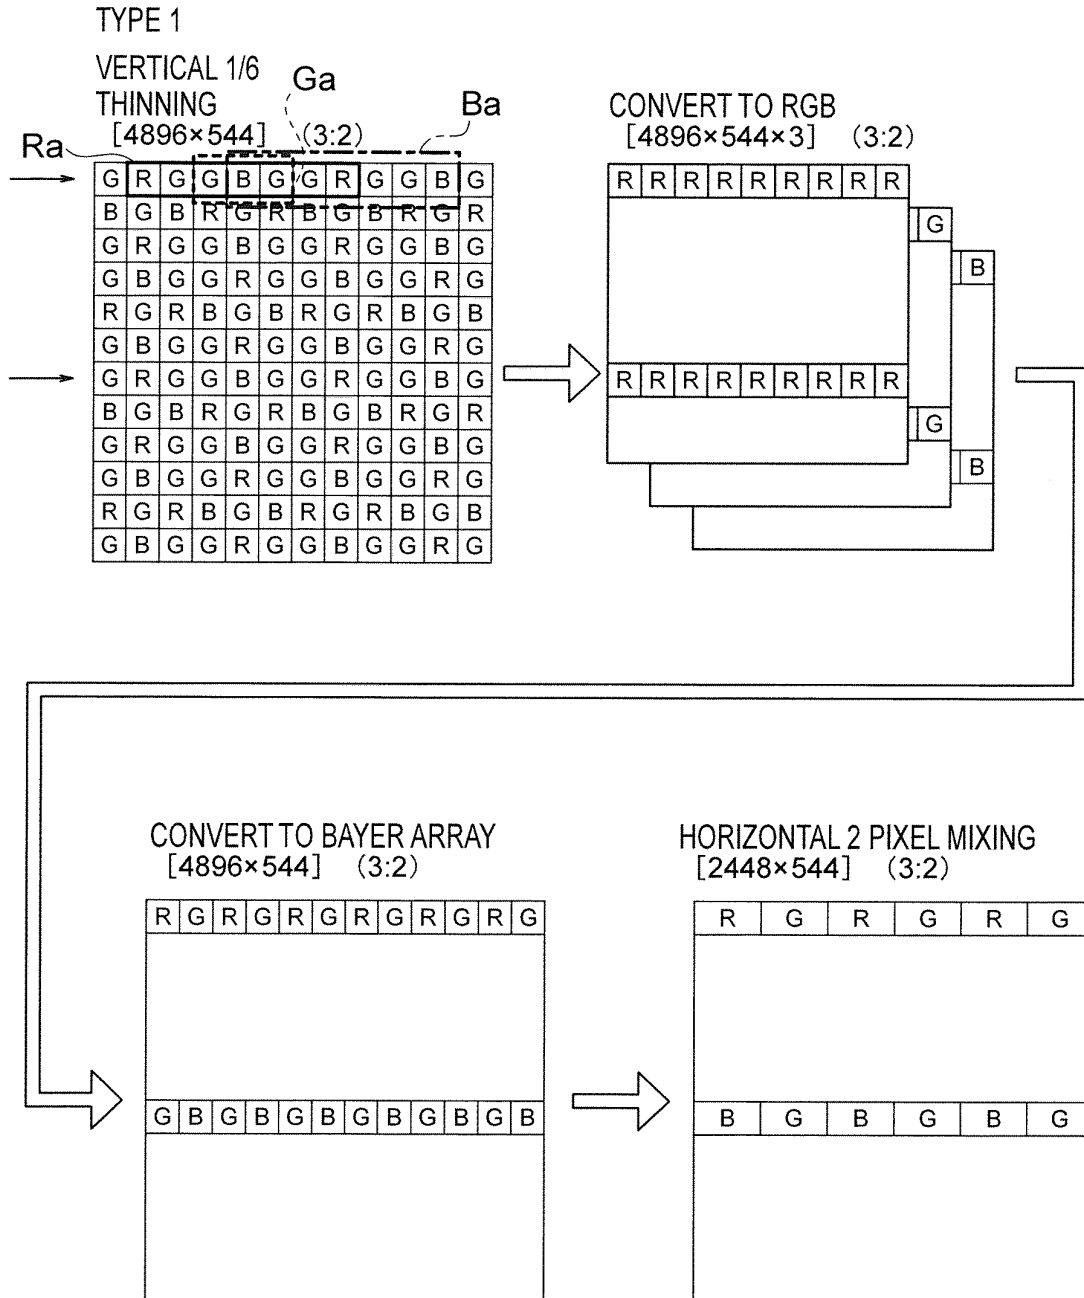 TYPE 1
VERTICAL 1/6
THINNING
[4896×544] (3:2)
Ra
Ga
Ba
G R G G B G G R G G B G
B G B R G R B G B R G R
G R G G B G G R G G B G
G B G G R G G B G G R G
R G R B G B R G R B G B
G B G G R G G B G G R G
G R G G B G G R G G B G
B G B R G R B G B R G R
G R G G B G G R G G B G
G B G G R G G B G G R G
R G R B G B R G R B G B
G B G G R G G B G G R G
CONVERT TO RGB
[4896×544×3] (3:2)
R R R R R R R R R
G
B
R R R R R R R R R
G
B
CONVERT TO BAYER ARRAY
[4896×544] (3:2)
R G R G R G R G R G R G
G B G B G B G B G B G B
HORIZONTAL 2 PIXEL MIXING
[2448×544] (3:2)
R G R G R G
B G B G B G